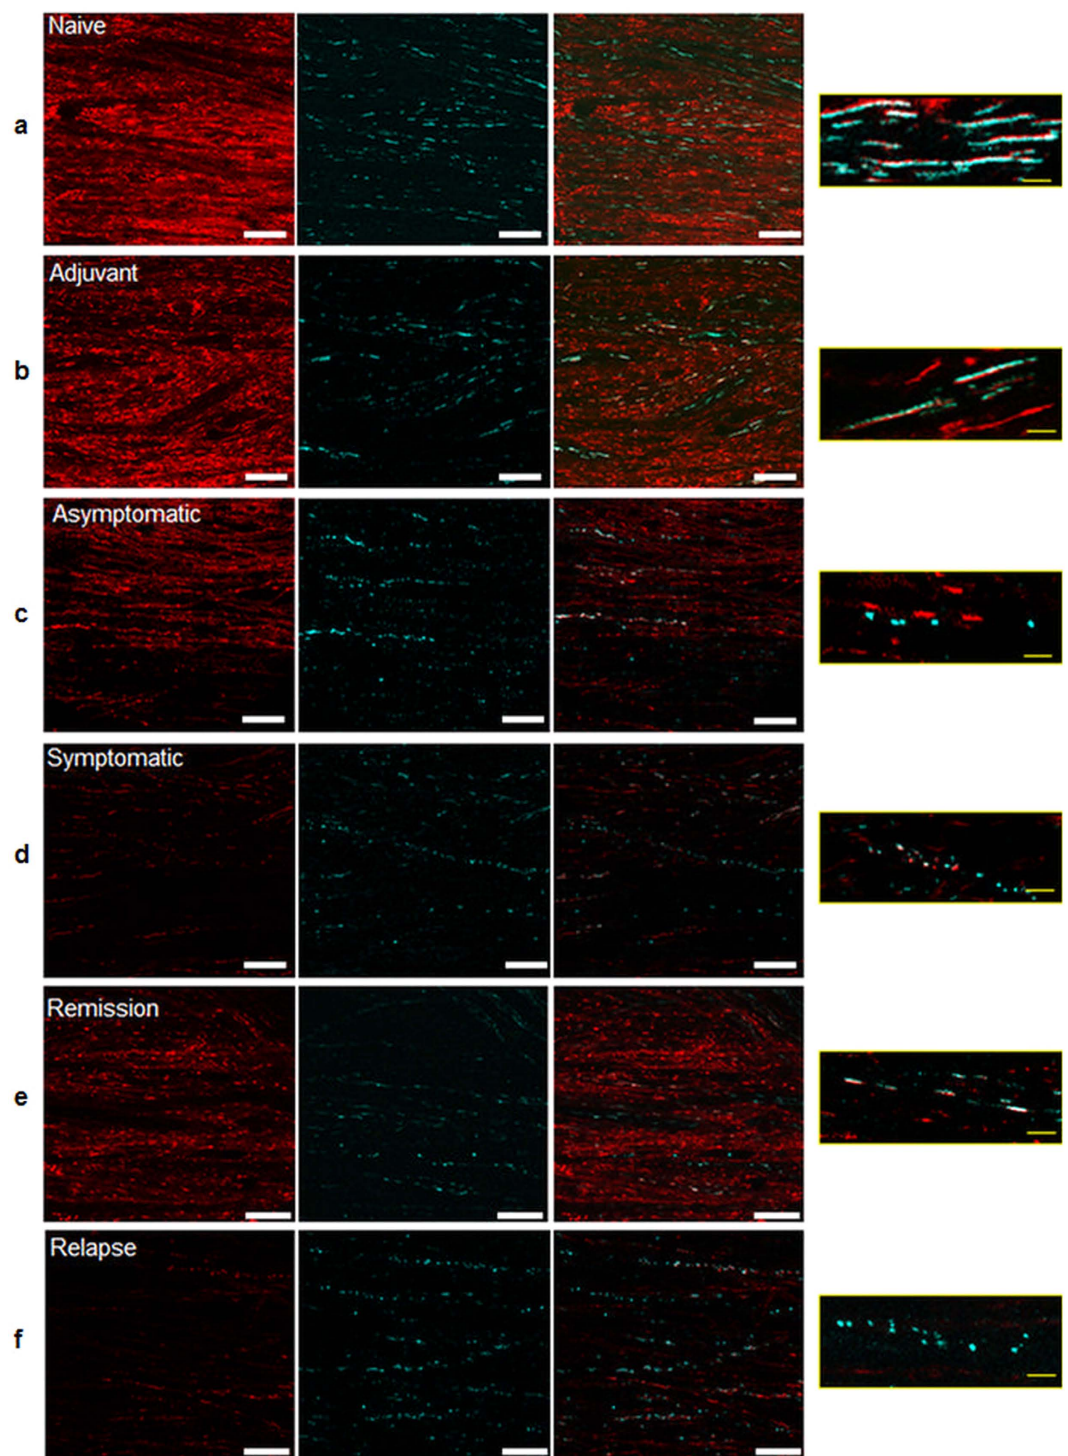 Naive
a
Adjuvant
b
Asymptomatic
c
Symptomatic
d
Remission
e
Relapse
f